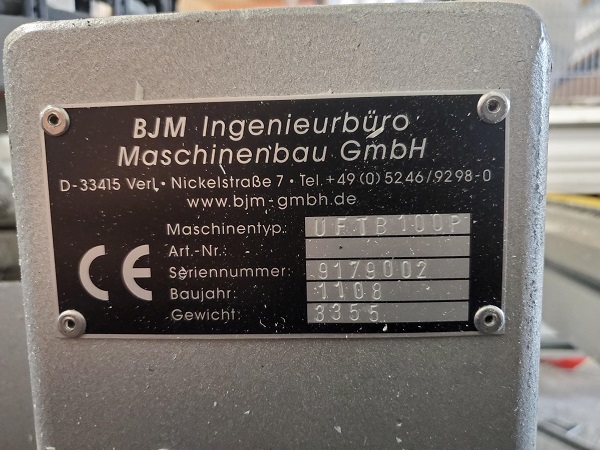 BJM Ingenieurbüro
Maschinenbau GmbH
D-33415 Verl • Nickelstraße 7 • Tel.+49(0)5246/9298-0
www.bjm-gmbh.de
Maschinentyp: UFTB100P
Art.-Nr.:
CE
Seriennummer: 9179002
Baujahr: 1108
Gewicht: 3355